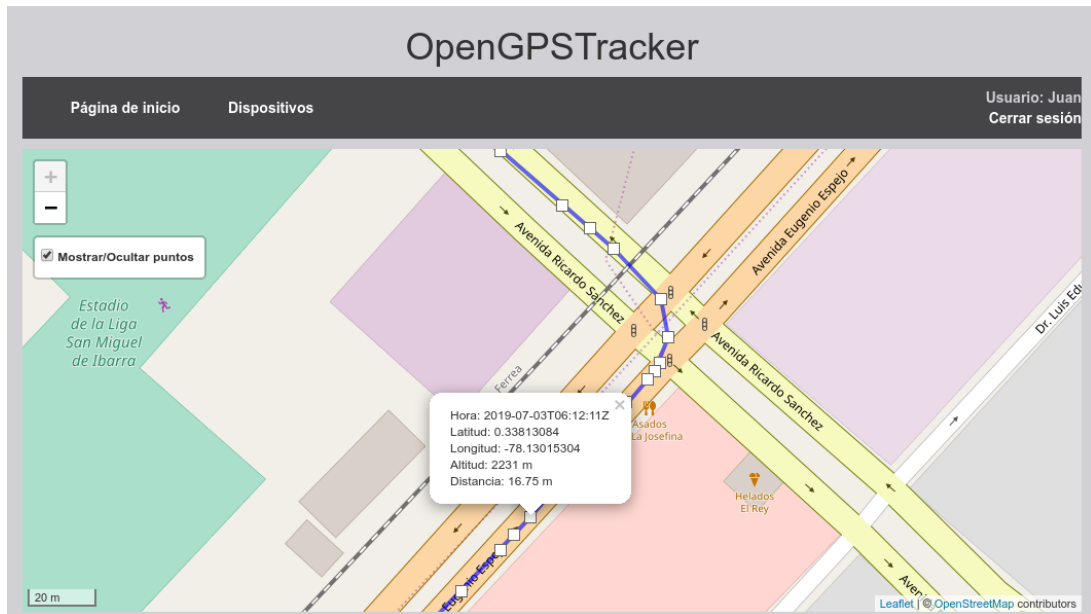 OpenGPSTracker
Página de inicio
Dispositivos
Usuario: Juan
Cerrar sesión
+
−
Mostrar/Ocultar puntos
Estadio
de la Liga
San Miguel
de Ibarra
Avenida Ricardo Sanchez
Avenida Eugenio Espejo
Dr. Luis Edu
Avenida Ricardo Sanchez
Ferrea
Hora: 2019-07-03T06:12:11Z
Latitud: 0.33813084
Longitud: -78.13015304
Altitud: 2231 m
Distancia: 16.75 m
×
Asados
La Josefina
Helados
El Rey
20 m
Leaflet | © OpenStreetMap contributors